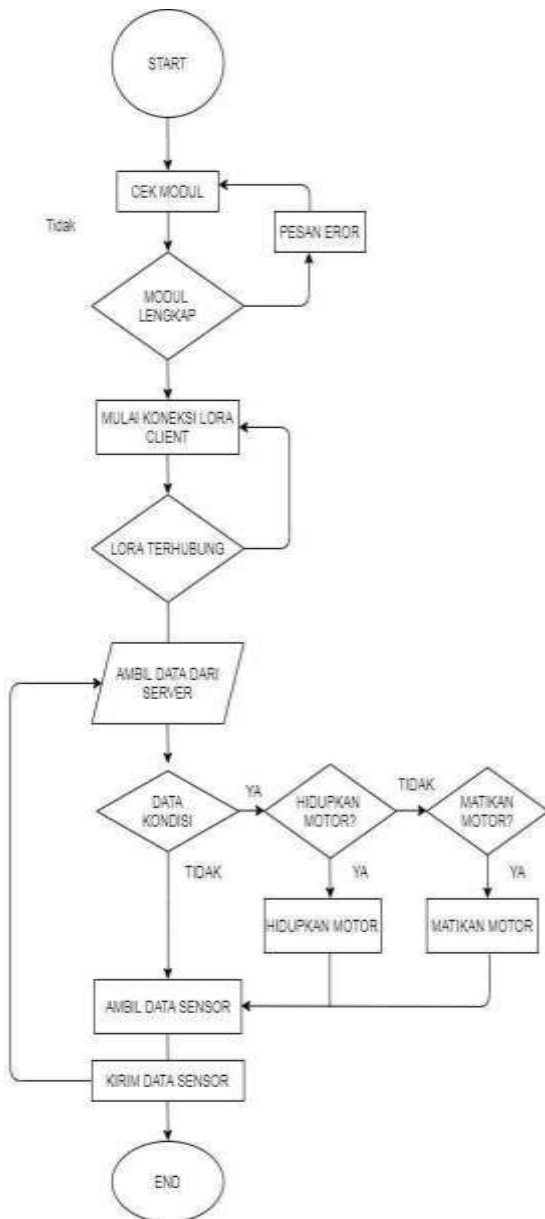 START
CEK MODUL
Tidak
PESAN EROR
MODUL
LENGKAP
MULAI KONEKSI LORA
CLIENT
LORA TERHUBUNG
AMBIL DATA DARI
SERVER
DATA
KONDISI
YA
HIDUPKAN
MOTOR?
TIDAK
MATIKAN
MOTOR?
TIDAK
YA
YA
HIDUPKAN MOTOR
MATIKAN MOTOR
AMBIL DATA SENSOR
KIRIM DATA SENSOR
END